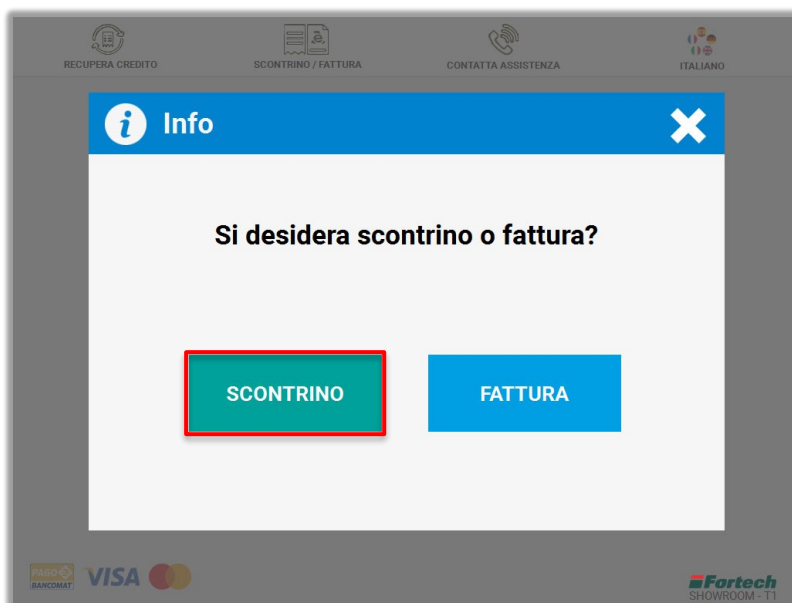 RECUPERA CREDITO
SCONTRINO / FATTURA
CONTATTA ASSISTENZA
ITALIANO
i Info
Si desidera scontrino o fattura?
SCONTRINO
FATTURA
PAGO
BANCOMAT
VISA
Fortech
SHOWROOM - T1